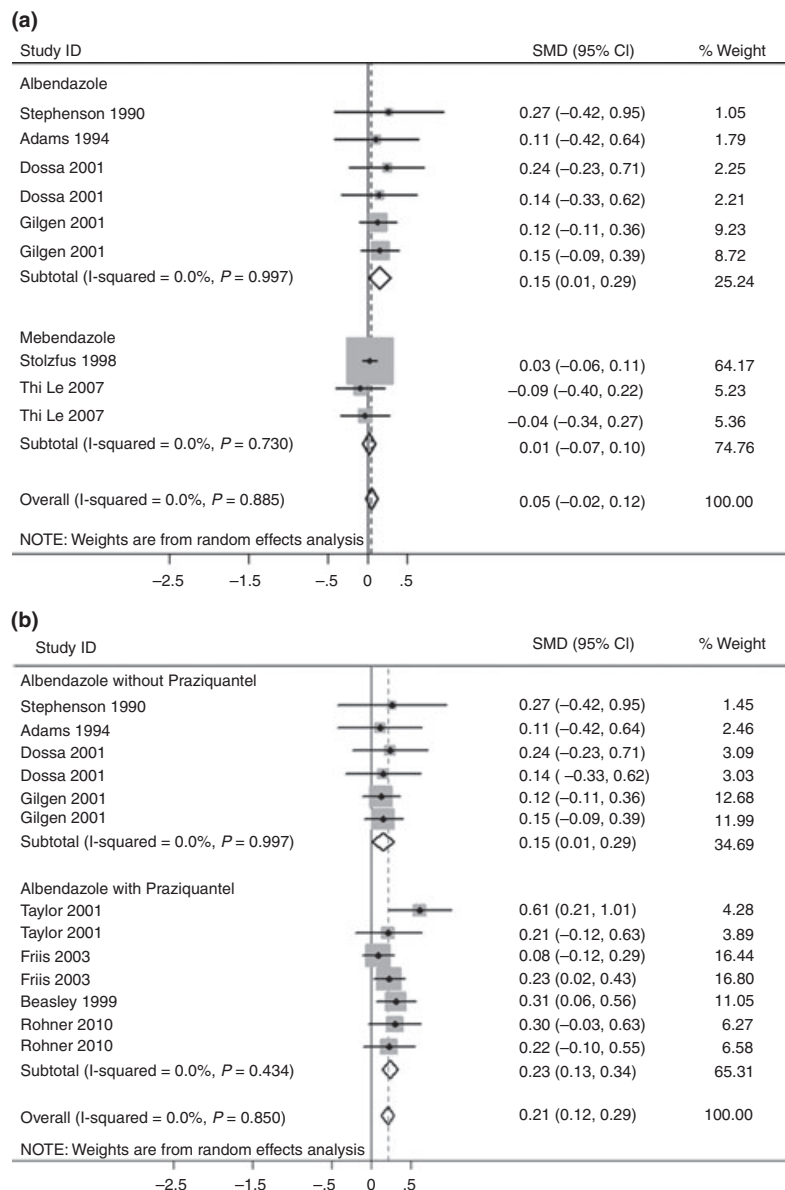 (a)
Study ID SMD (95% CI) % Weight
Albendazole
Stephenson 1990 0.27 (–0.42, 0.95) 1.05
Adams 1994 0.11 (–0.42, 0.64) 1.79
Dossa 2001 0.24 (–0.23, 0.71) 2.25
Dossa 2001 0.14 (–0.33, 0.62) 2.21
Gilgen 2001 0.12 (–0.11, 0.36) 9.23
Gilgen 2001 0.15 (–0.09, 0.39) 8.72
Subtotal (I-squared = 0.0%, P = 0.997) 0.15 (0.01, 0.29) 25.24
Mebendazole
Stolzfus 1998 0.03 (–0.06, 0.11) 64.17
Thi Le 2007 –0.09 (–0.40, 0.22) 5.23
Thi Le 2007 –0.04 (–0.34, 0.27) 5.36
Subtotal (I-squared = 0.0%, P = 0.730) 0.01 (–0.07, 0.10) 74.76
Overall (I-squared = 0.0%, P = 0.885) 0.05 (–0.02, 0.12) 100.00
NOTE: Weights are from random effects analysis
–2.5 –1.5 –.5 0 .5
(b)
Study ID SMD (95% CI) % Weight
Albendazole without Praziquantel
Stephenson 1990 0.27 (–0.42, 0.95) 1.45
Adams 1994 0.11 (–0.42, 0.64) 2.46
Dossa 2001 0.24 (–0.23, 0.71) 3.09
Dossa 2001 0.14 ( –0.33, 0.62) 3.03
Gilgen 2001 0.12 (–0.11, 0.36) 12.68
Gilgen 2001 0.15 (–0.09, 0.39) 11.99
Subtotal (I-squared = 0.0%, P = 0.997) 0.15 (0.01, 0.29) 34.69
Albendazole with Praziquantel
Taylor 2001 0.61 (0.21, 1.01) 4.28
Taylor 2001 0.21 (–0.12, 0.63) 3.89
Friis 2003 0.08 (–0.12, 0.29) 16.44
Friis 2003 0.23 (0.02, 0.43) 16.80
Beasley 1999 0.31 (0.06, 0.56) 11.05
Rohner 2010 0.30 (–0.03, 0.63) 6.27
Rohner 2010 0.22 (–0.10, 0.55) 6.58
Subtotal (I-squared = 0.0%, P = 0.434) 0.23 (0.13, 0.34) 65.31
Overall (I-squared = 0.0%, P = 0.850) 0.21 (0.12, 0.29) 100.00
NOTE: Weights are from random effects analysis
–2.5 –1.5 –.5 0 .5